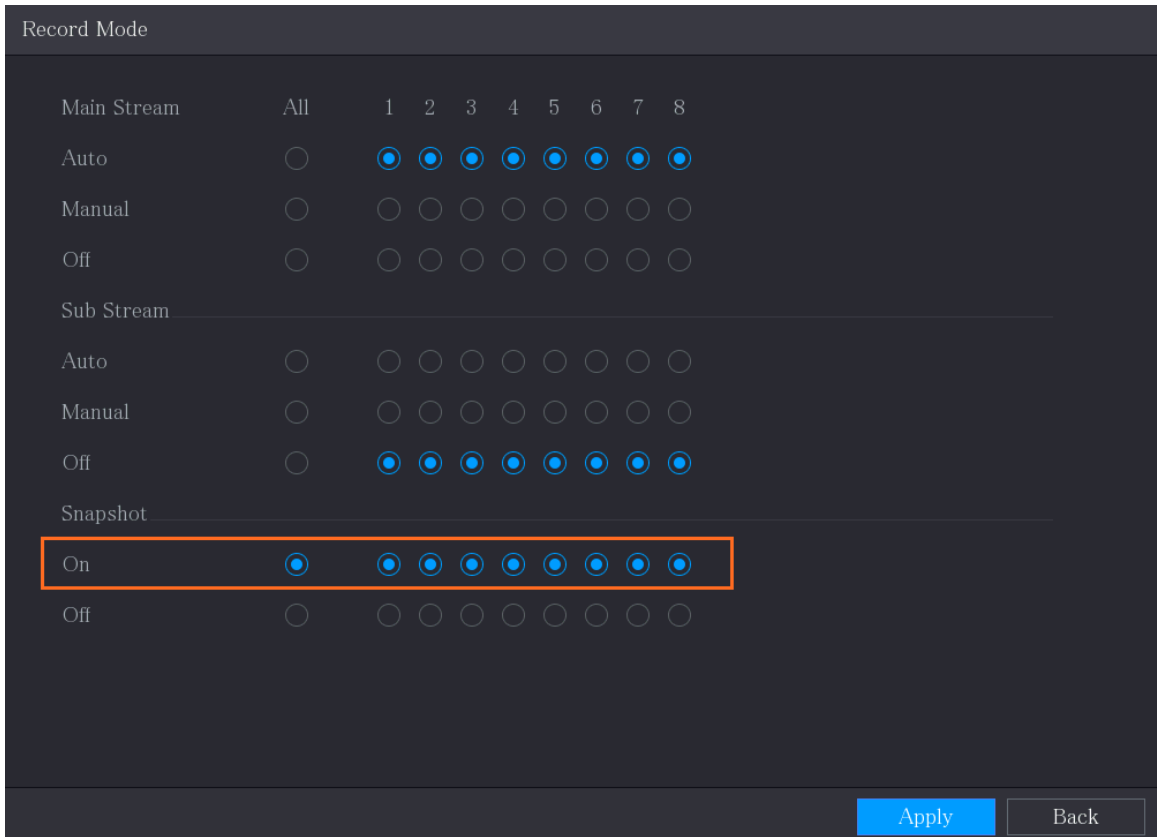 Record Mode
Main Stream All 1 2 3 4 5 6 7 8
Auto
Manual
Off
Sub Stream
Auto
Manual
Off
Snapshot
On
Off
Apply Back